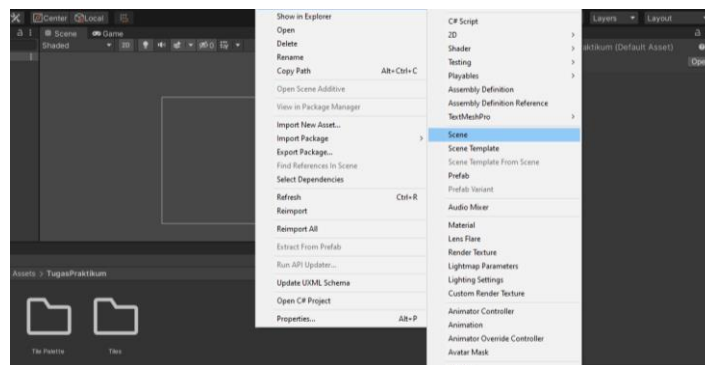 Center Local
Layers Layout
Scene Game
Shaded 2D
Show in Explorer
Open
Delete
Rename
Copy Path Alt+Ctrl+C
Open Scene Additive
View in Package Manager
Import New Asset...
Import Package >
Export Package...
Find References In Scene
Select Dependencies
Refresh Ctrl+R
Reimport
Reimport All
Extract From Prefab
Run API Updater...
Update UXML Schema
Open C# Project
Properties... Alt+P
C# Script
2D >
Shader >
Testing >
Playables >
Assembly Definition
Assembly Definition Reference
TextMeshPro >
Scene
Scene Template
Scene Template From Scene
Prefab
Prefab Variant
Audio Mixer
Material
Lens Flare
Render Texture
Lightmap Parameters
Lighting Settings
Custom Render Texture
Animator Controller
Animation
Animator Override Controller
Avatar Mask
aktikum (Default Asset)
Ope
Assets > TugasPraktikum
Tile Palette Tiles